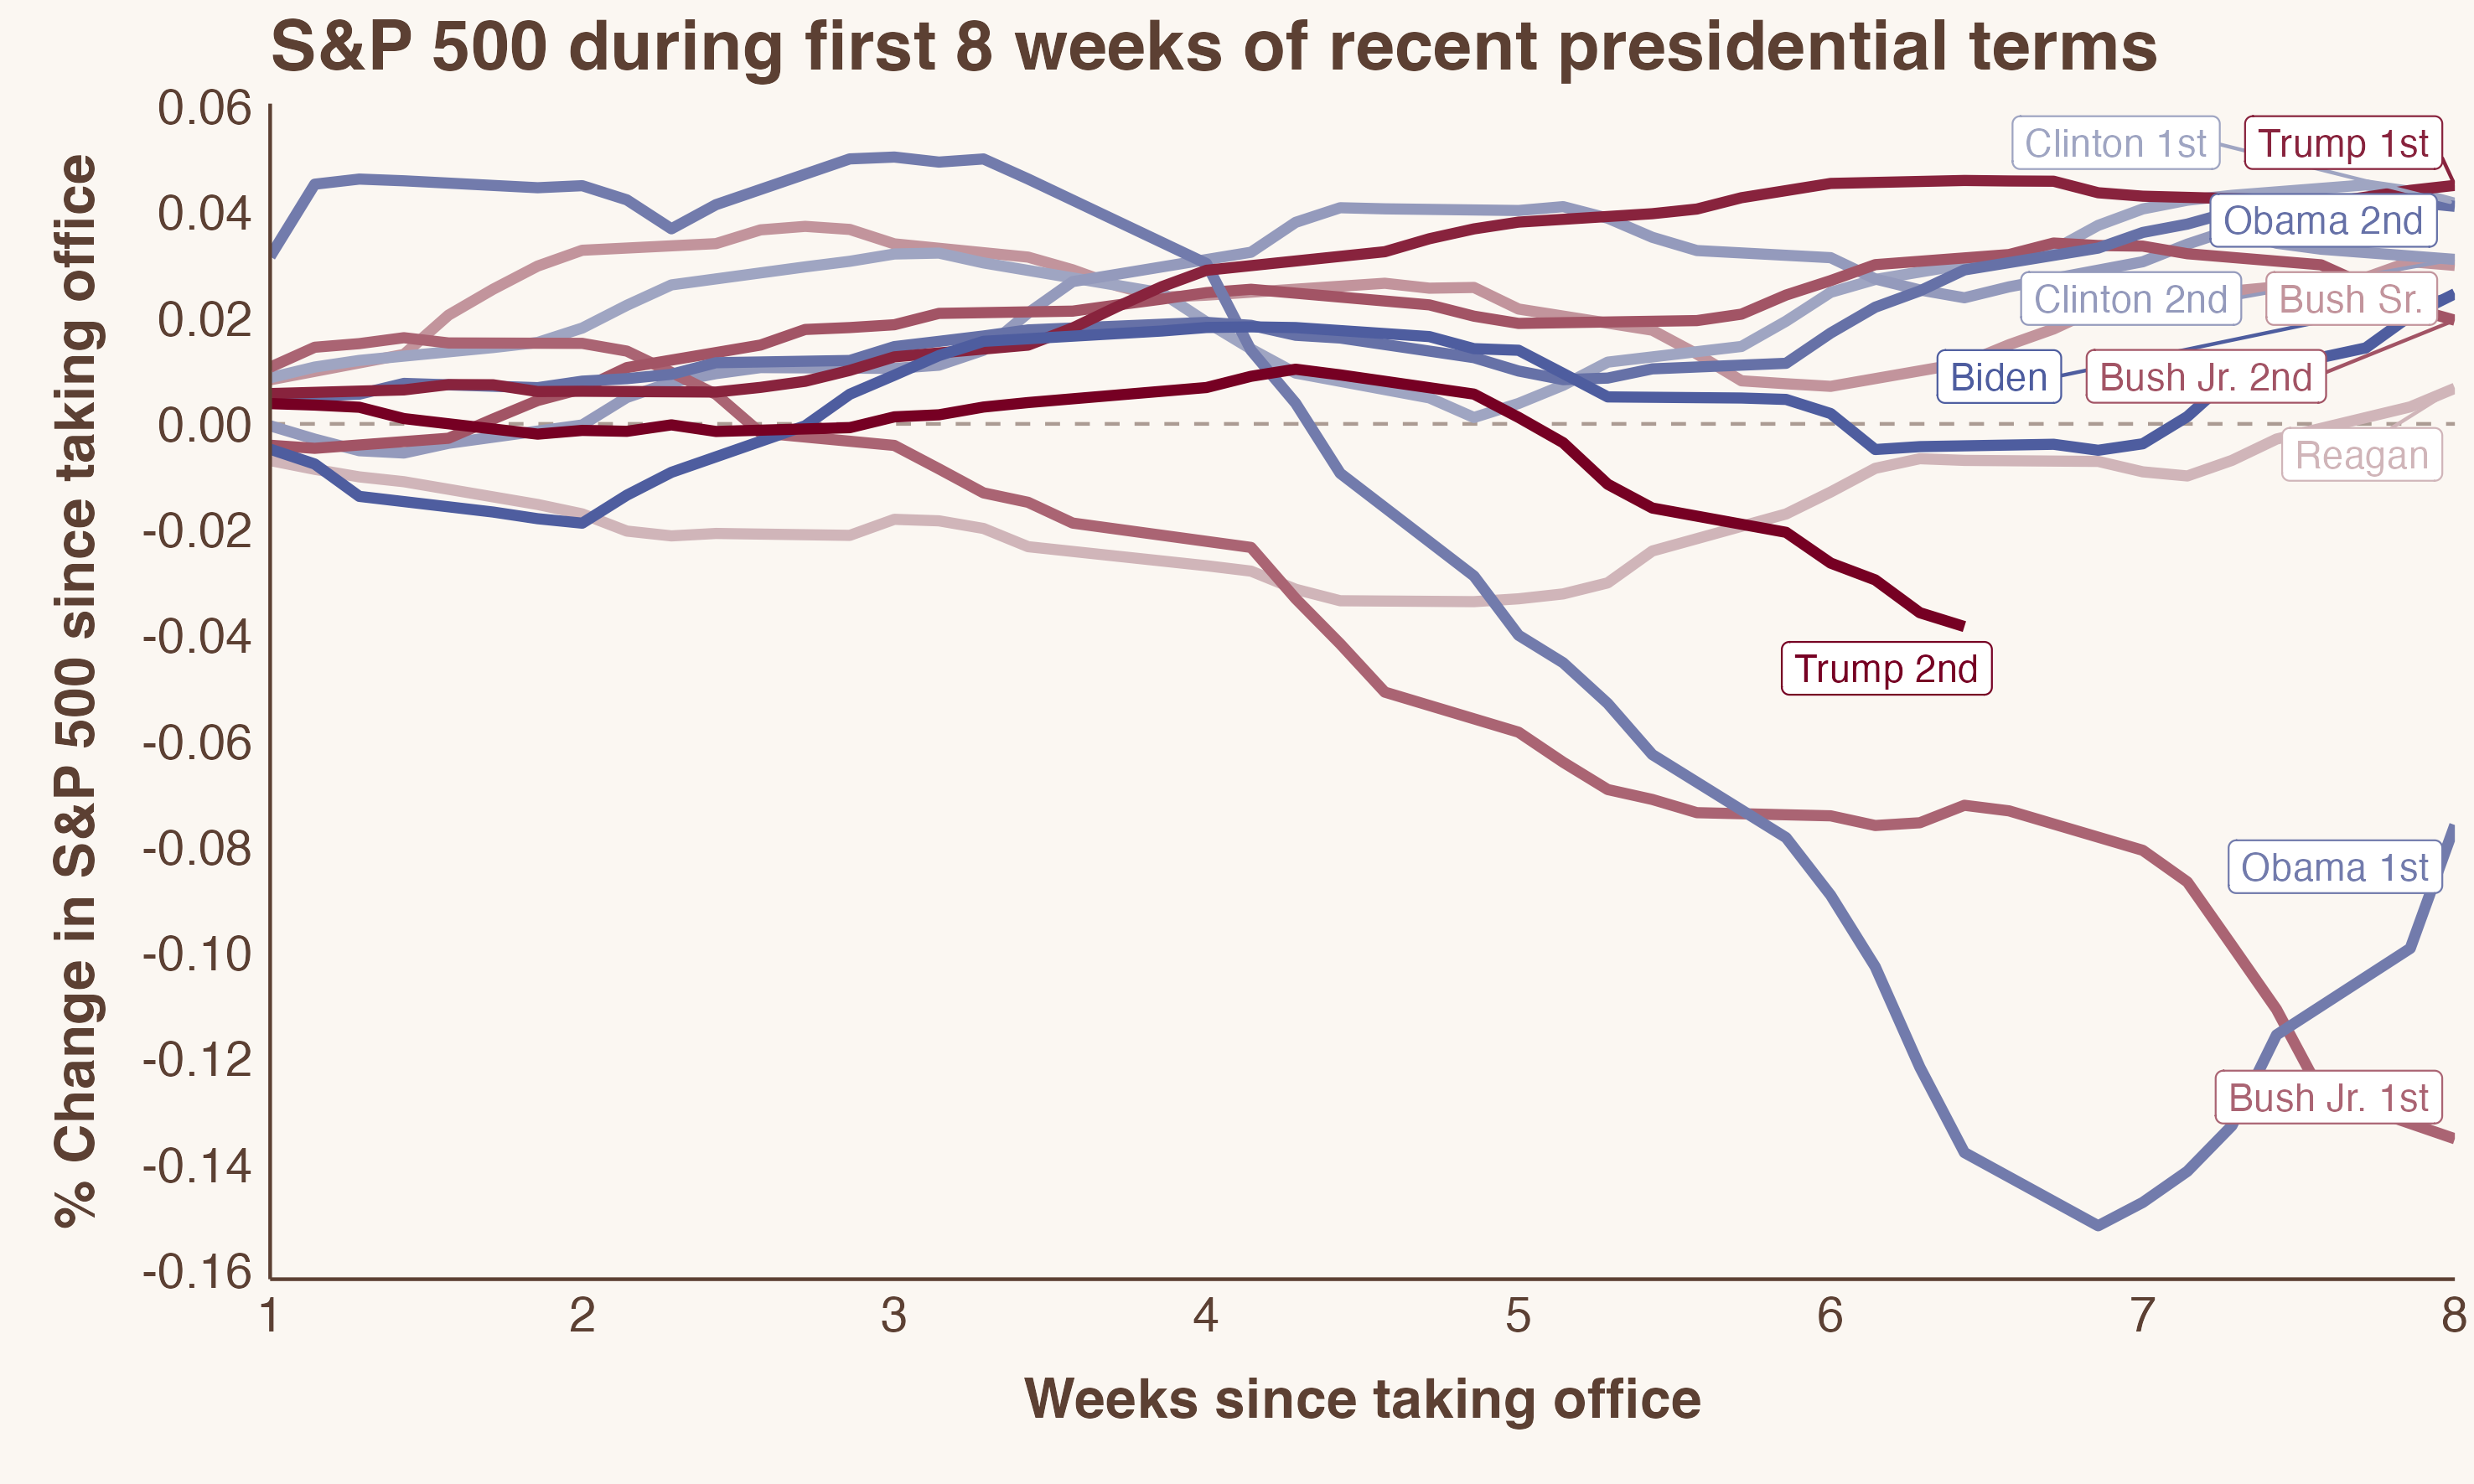 S&P 500 during first 8 weeks of recent presidential terms
% Change in S&P 500 since taking office
0.06
0.04
0.02
0.00
-0.02
-0.04
-0.06
-0.08
-0.10
-0.12
-0.14
-0.16
Clinton 1st
Trump 1st
Obama 2nd
Clinton 2nd
Bush Sr.
Biden
Bush Jr. 2nd
Reagan
Trump 2nd
Obama 1st
Bush Jr. 1st
1 2 3 4 5 6 7 8
Weeks since taking office